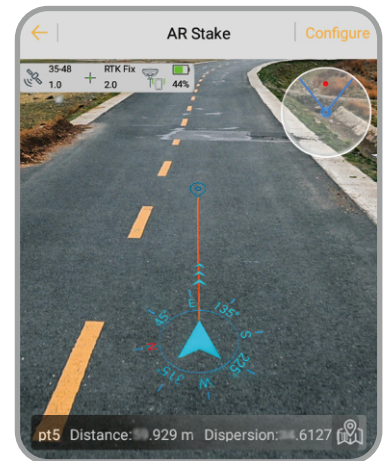 AR Stake
Configure
35-48
1.0
RTK Fix
2.0
44%
E
135°
S
225
W
315
45
pt5 Distance: .929 m Dispersion: .6127